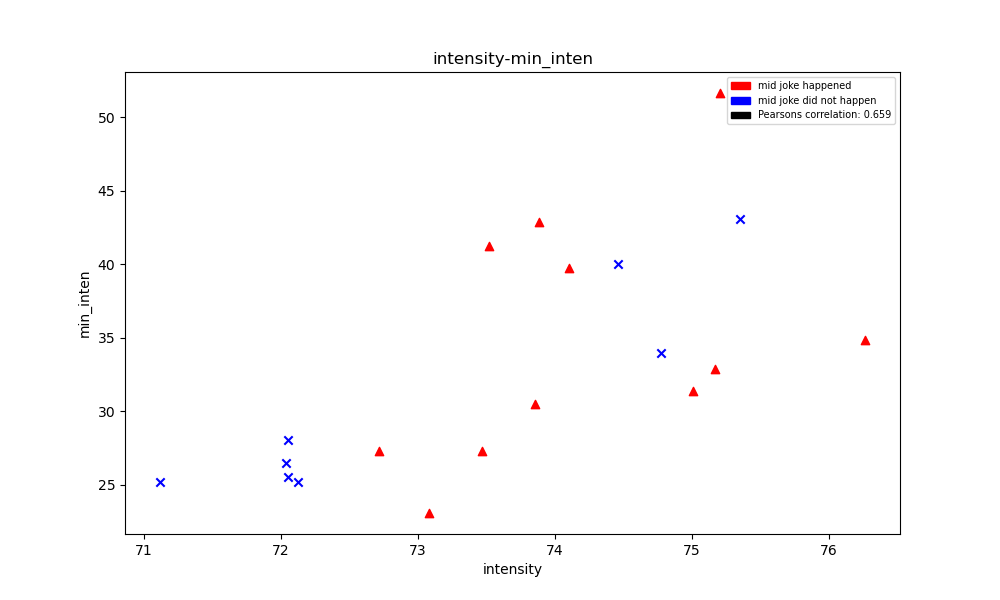 intensity-min_inten
mid joke happened
mid joke did not happen
Pearsons correlation: 0.659
50
45
40
35
30
25
min_inten
71 72 73 74 75 76
intensity